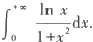 ∫₀^{+∞} ln x / (1+x²) dx.